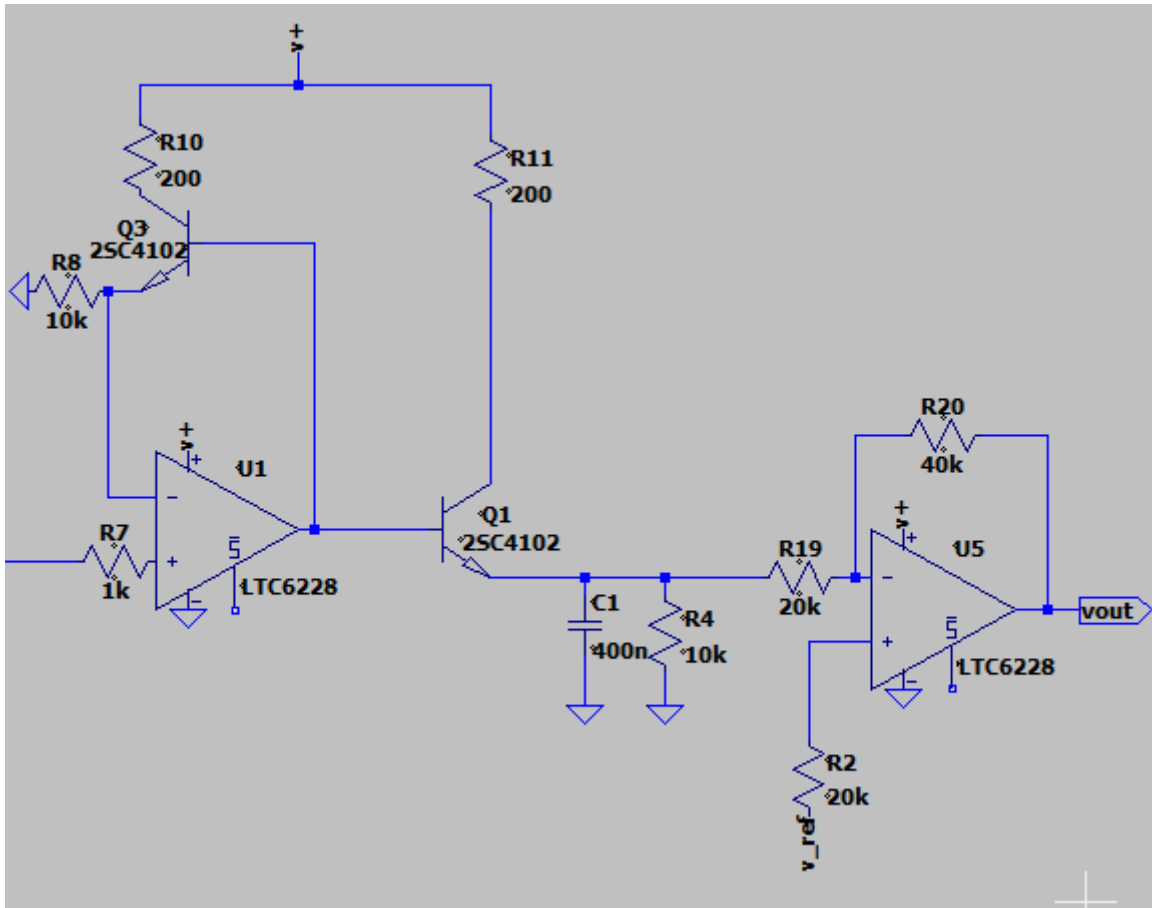 v+
R10
200
R11
200
Q3
2SC4102
R8
10k
v+
U1
R7
1k
S
LTC6228
Q1
2SC4102
C1
400n
R4
10k
R19
20k
R20
40k
v+
U5
S
LTC6228
vout
R2
20k
v_ref